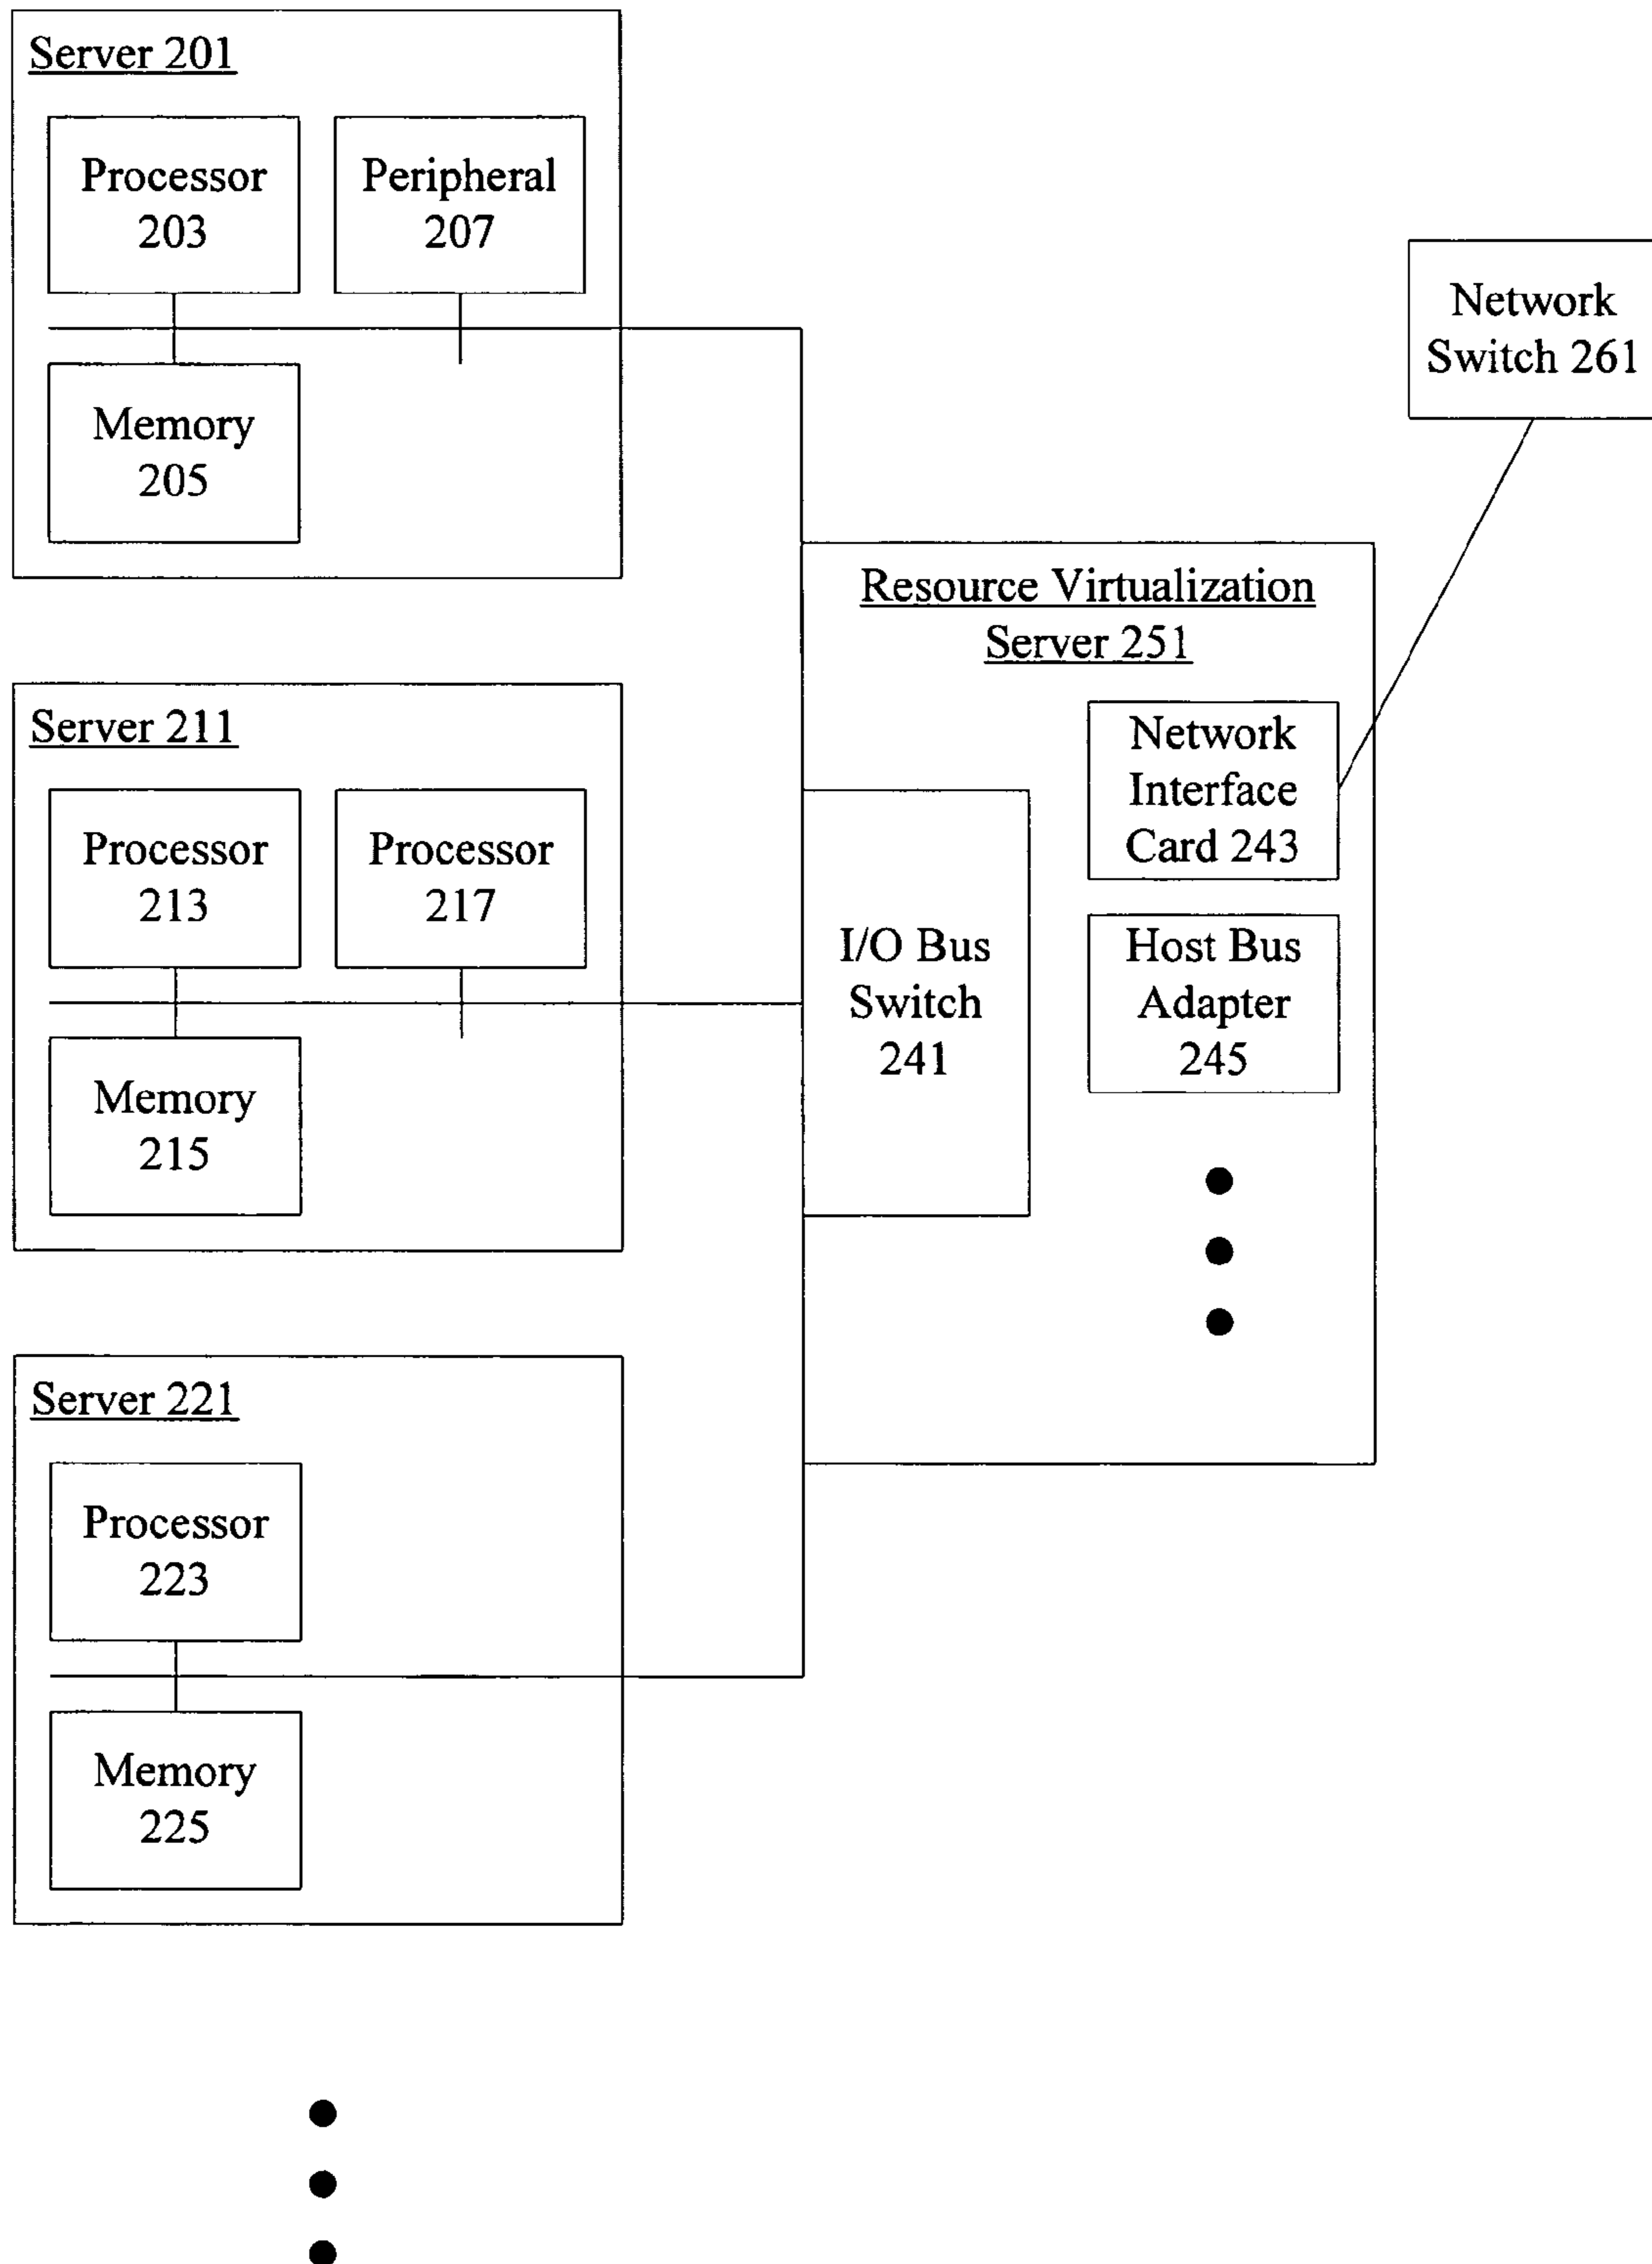 Server 201
Processor
203
Peripheral
207
Memory
205
Network
Switch 261
Resource Virtualization
Server 251
Network
Interface
Card 243
Host Bus
Adapter
245
I/O Bus
Switch
241
Server 211
Processor
213
Processor
217
Memory
215
Server 221
Processor
223
Memory
225